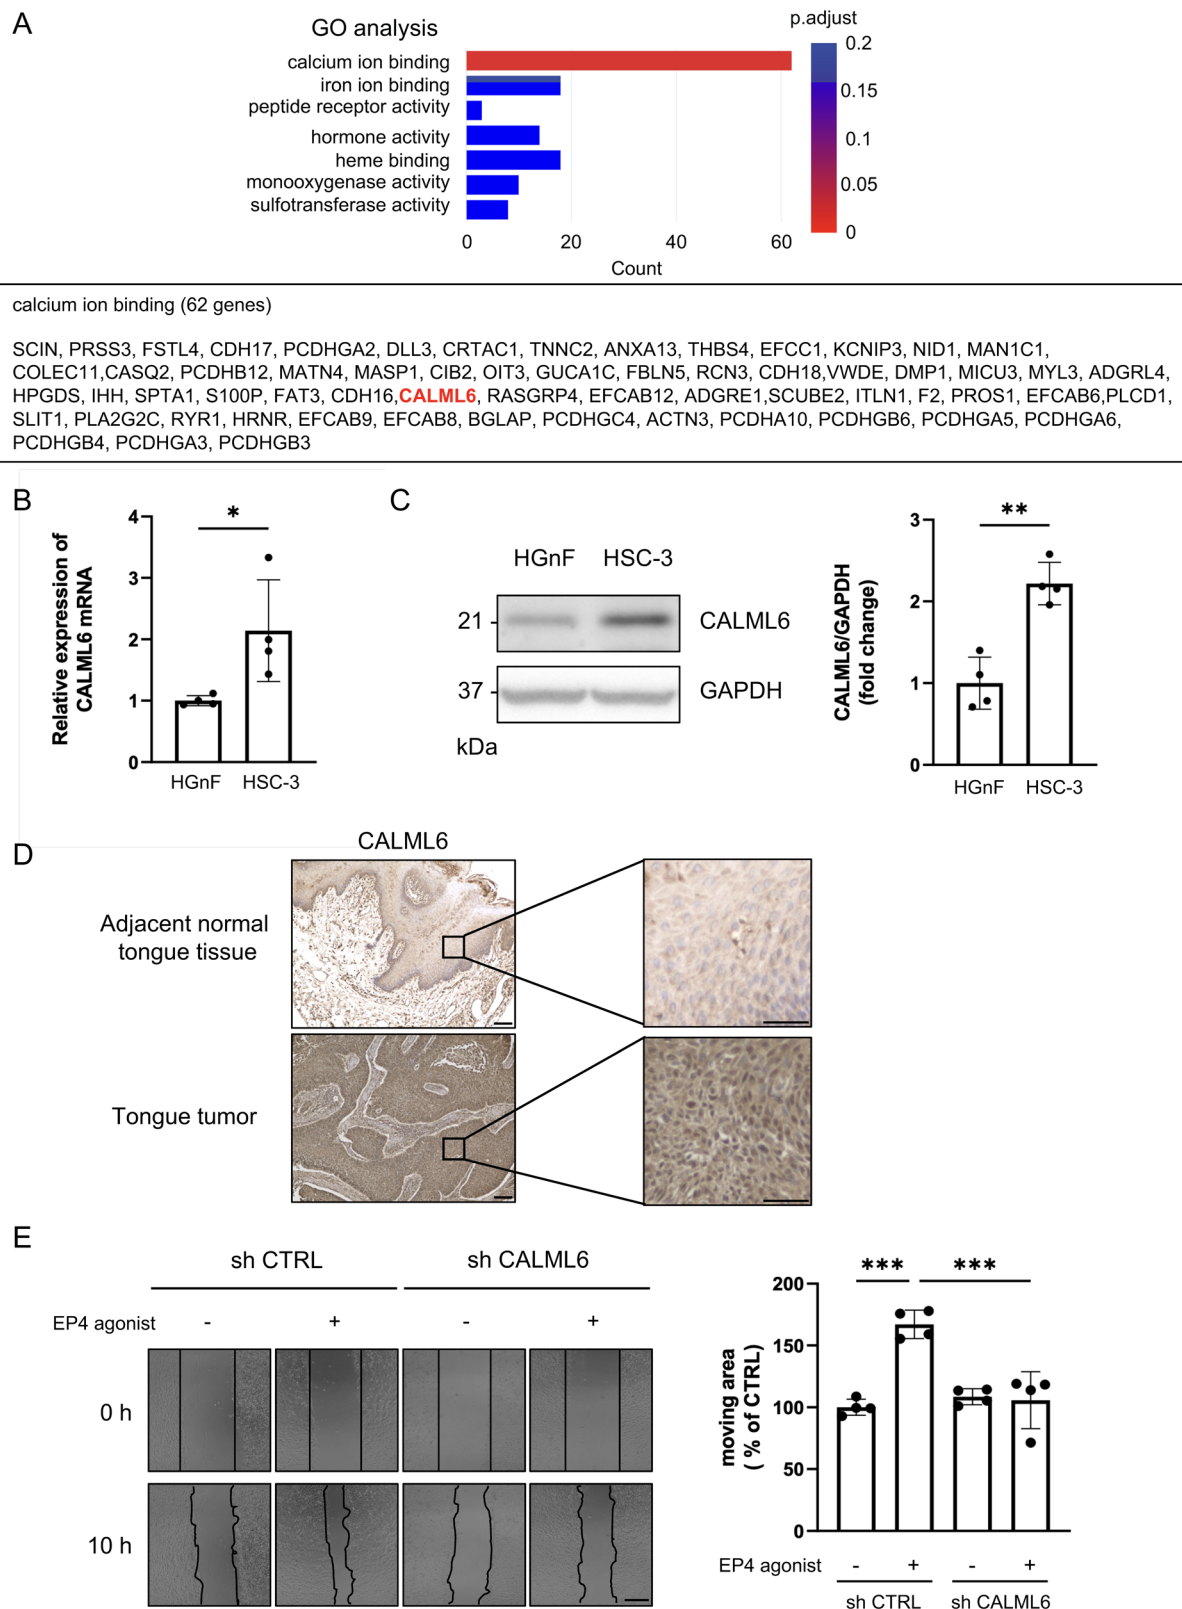 A
GO analysis
p.adjust
calcium ion binding
iron ion binding
peptide receptor activity
hormone activity
heme binding
monooxygenase activity
sulfotransferase activity
0 20 40 60
Count
0.2
0.15
0.1
0.05
0
calcium ion binding (62 genes)
SCIN, PRSS3, FSTL4, CDH17, PCDHGA2, DLL3, CRTAC1, TNNC2, ANXA13, THBS4, EFCC1, KCNIP3, NID1, MAN1C1,
COLEC11,CASQ2, PCDHB12, MATN4, MASP1, CIB2, OIT3, GUCA1C, FBLN5, RCN3, CDH18,VWDE, DMP1, MICU3, MYL3, ADGRL4,
HPGDS, IHH, SPTA1, S100P, FAT3, CDH16,CALML6, RASGRP4, EFCAB12, ADGRE1,SCUBE2, ITLN1, F2, PROS1, EFCAB6,PLCD1,
SLIT1, PLA2G2C, RYR1, HRNR, EFCAB9, EFCAB8, BGLAP, PCDHGC4, ACTN3, PCDHA10, PCDHGB6, PCDHGA5, PCDHGA6,
PCDHGB4, PCDHGA3, PCDHGB3
B
Relative expression of
CALML6 mRNA
4
3
2
1
0
*
HGnF HSC-3
C
HGnF HSC-3
21 CALML6
37 GAPDH
kDa
CALML6/GAPDH
(fold change)
3
2
1
0
**
HGnF HSC-3
D
CALML6
Adjacent normal
tongue tissue
Tongue tumor
E
sh CTRL sh CALML6
EP4 agonist - + - +
0 h
10 h
moving area
( % of CTRL)
200
150
100
50
0
*** ***
EP4 agonist - + - +
sh CTRL sh CALML6